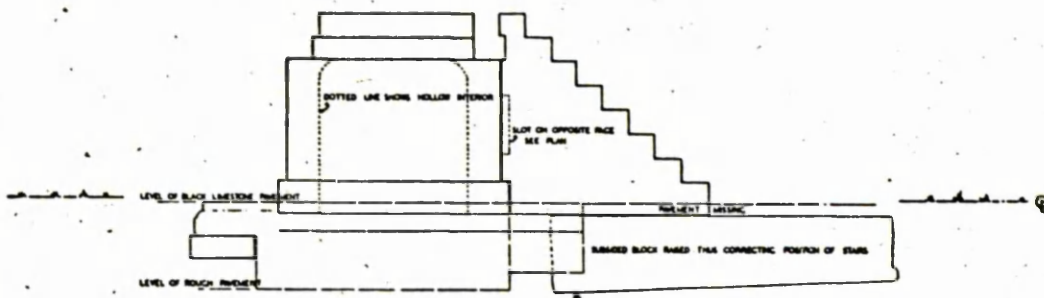 DOTTED LINE SHOWS HOLLOW INTERIOR
SLOT ON OPPOSITE FACE
SEE PLAN
LEVEL OF BLACK LIMESTONE PAVEMENT
PAVEMENT MISSING
SUBSIDED BLOCK RAISED THUS CORRECTING POSITION OF STAIRS
LEVEL OF ROUGH PAVEMENT